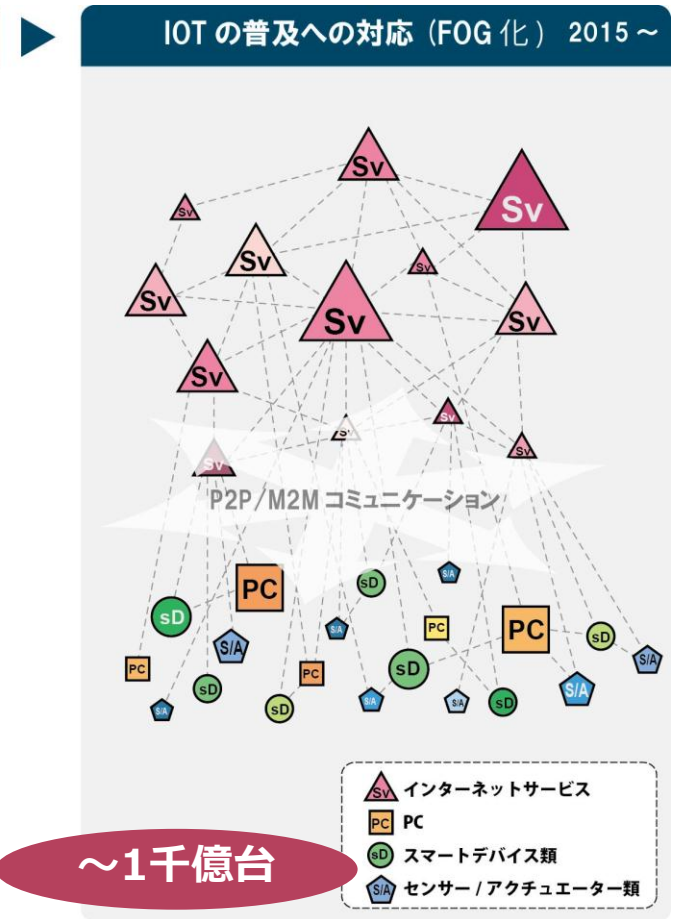 IOT の普及への対応（FOG 化） 2015 ～
Sv
Sv
Sv
Sv
Sv
Sv
Sv
Sv
Sv
Sv
Sv
Sv
Sv
P2P/M2M コミュニケーション
S/A
sD
PC
sD
S/A
PC
PC
sD
S/A
S/A
PC
sD
PC
sD
S/A
S/A
S/A
sD
sD
S/A
Sv インターネットサービス
PC PC
sD スマートデバイス類
S/A センサー / アクチュエーター類
～1千億台